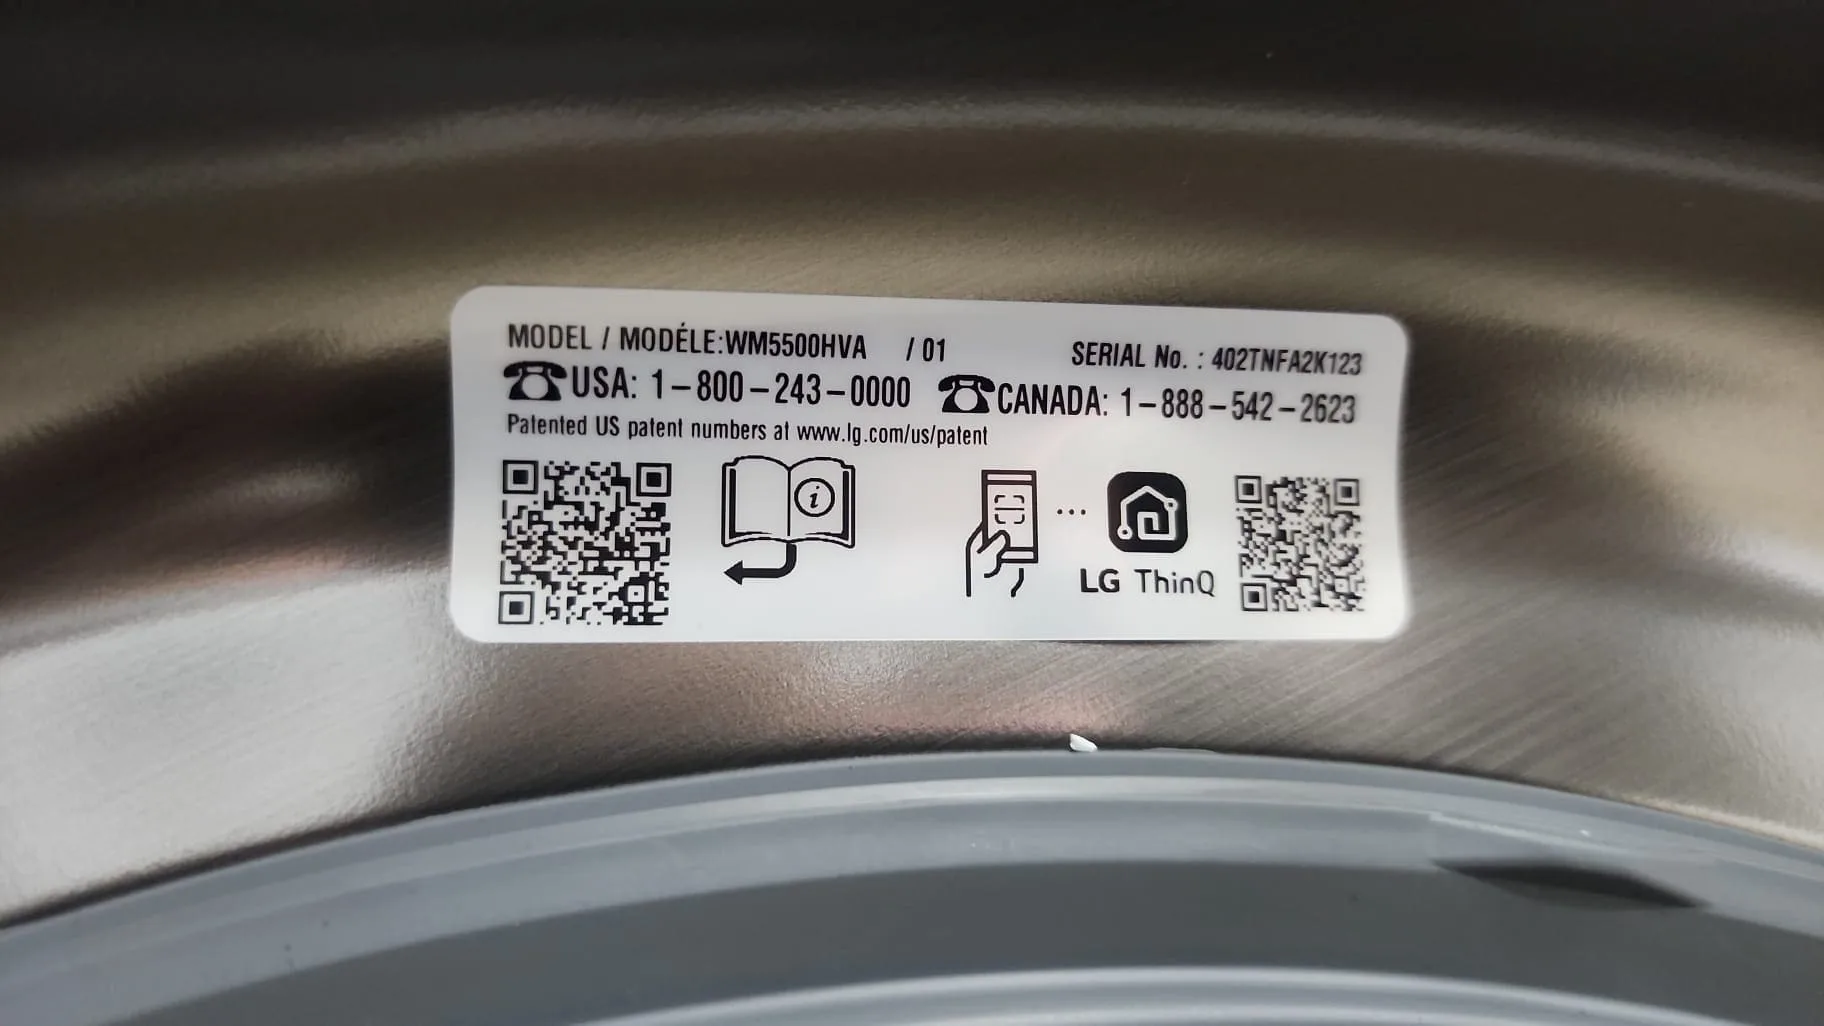 MODEL / MODÉLE:WM5500HVA / 01 SERIAL No. : 402TNFA2K123
USA: 1-800-243-0000 CANADA: 1-888-542-2623
Patented US patent numbers at www.lg.com/us/patent
i
LG ThinQ